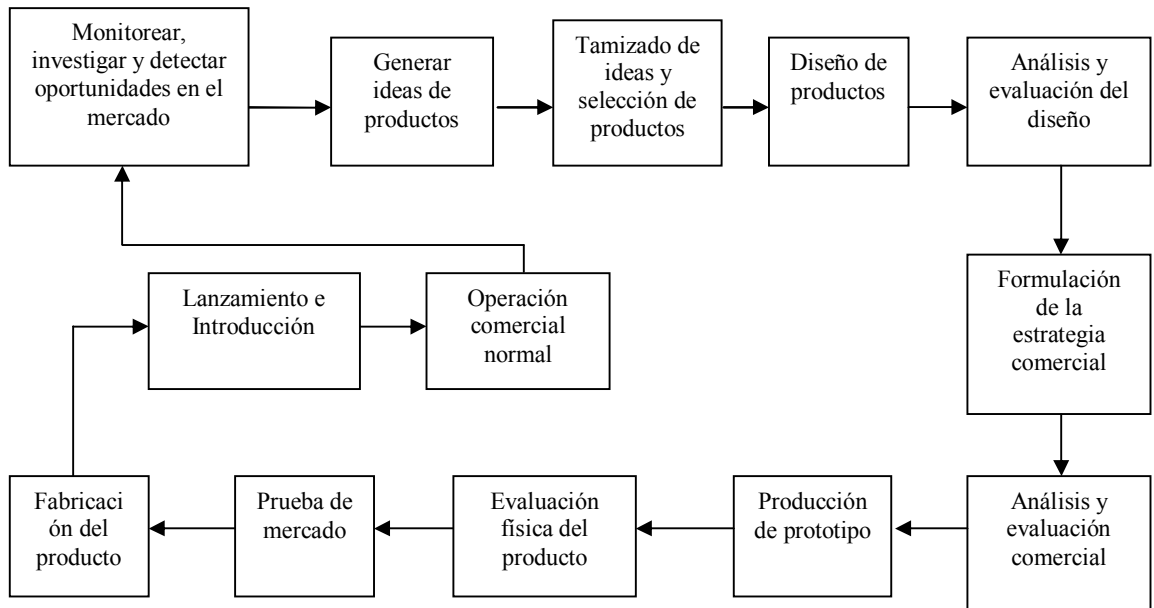 Monitorear,
investigar y detectar
oportunidades en el
mercado
Generar
ideas de
productos
Tamizado de
ideas y
selección de
productos
Diseño de
productos
Análisis y
evaluación del
diseño
Formulación
de la
estrategia
comercial
Análisis y
evaluación
comercial
Producción
de prototipo
Evaluación
física del
producto
Prueba de
mercado
Fabricaci
ón del
producto
Lanzamiento e
Introducción
Operación
comercial
normal